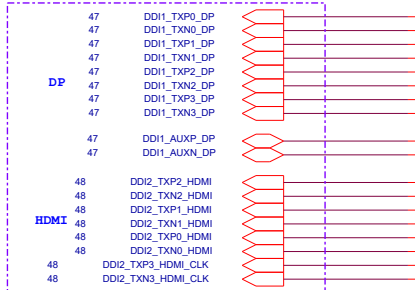 47 DDI1_TXP0_DP
47 DDI1_TXN0_DP
47 DDI1_TXP1_DP
47 DDI1_TXN1_DP
DP
47 DDI1_TXP2_DP
47 DDI1_TXN2_DP
47 DDI1_TXP3_DP
47 DDI1_TXN3_DP
47 DDI1_AUXP_DP
47 DDI1_AUXN_DP
48 DDI2_TXP2_HDMI
48 DDI2_TXN2_HDMI
48 DDI2_TXP1_HDMI
HDMI
48 DDI2_TXN1_HDMI
48 DDI2_TXP0_HDMI
48 DDI2_TXN0_HDMI
48 DDI2_TXP3_HDMI_CLK
48 DDI2_TXN3_HDMI_CLK